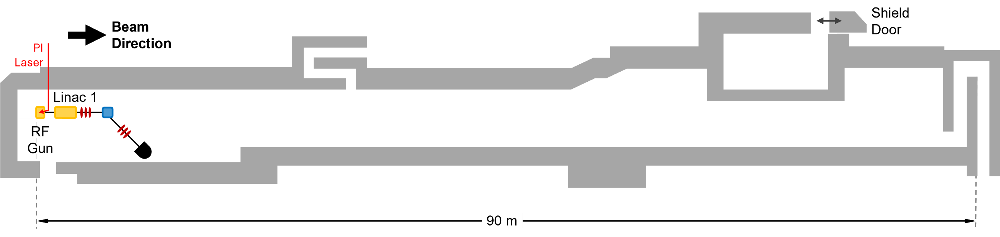 Beam
Direction
Shield
Door
PI
Laser
Linac 1
RF
Gun
90 m